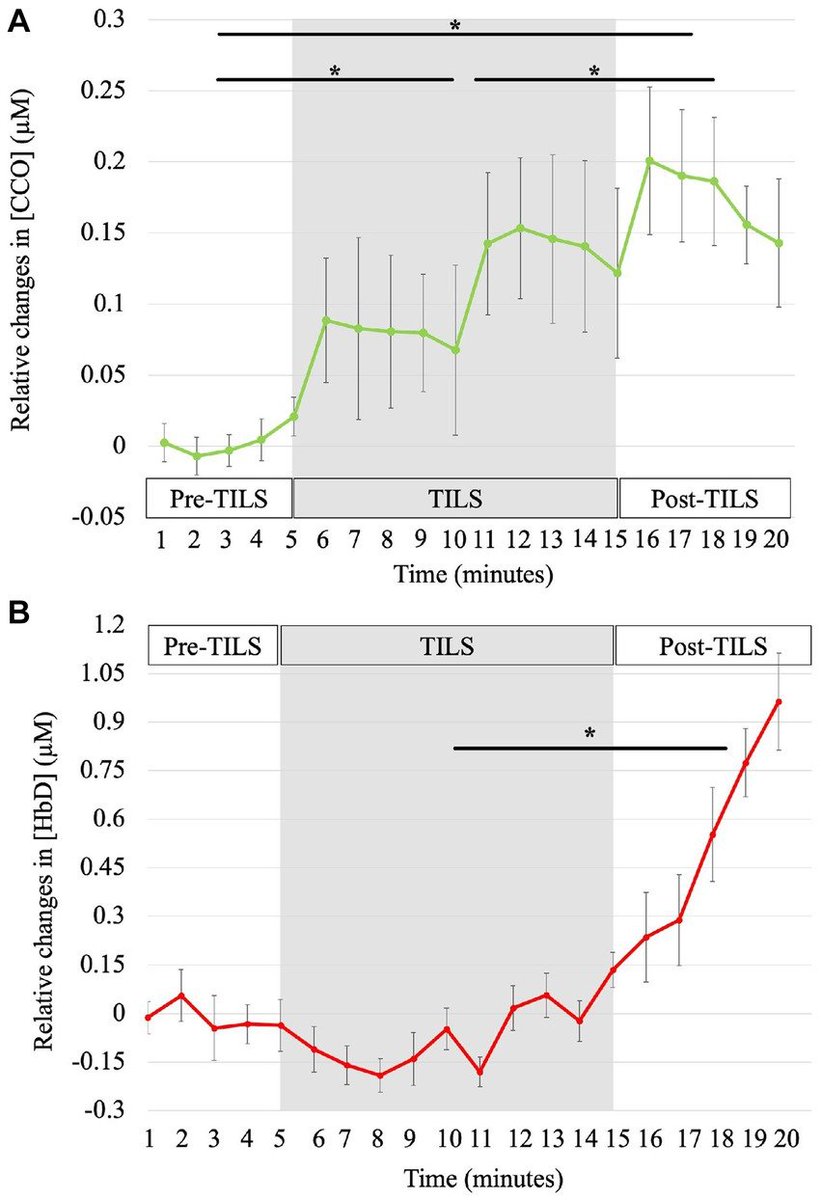 A
Relative changes in [CCO] (μM)
0.3
0.25
0.2
0.15
0.1
0.05
0
-0.05
*
*
*
Pre-TILS TILS Post-TILS
1 2 3 4 5 6 7 8 9 10 11 12 13 14 15 16 17 18 19 20
Time (minutes)
B
Relative changes in [HbD] (μM)
1.2
1.05
0.9
0.75
0.6
0.45
0.3
0.15
0
-0.15
-0.3
Pre-TILS TILS Post-TILS
*
1 2 3 4 5 6 7 8 9 10 11 12 13 14 15 16 17 18 19 20
Time (minutes)